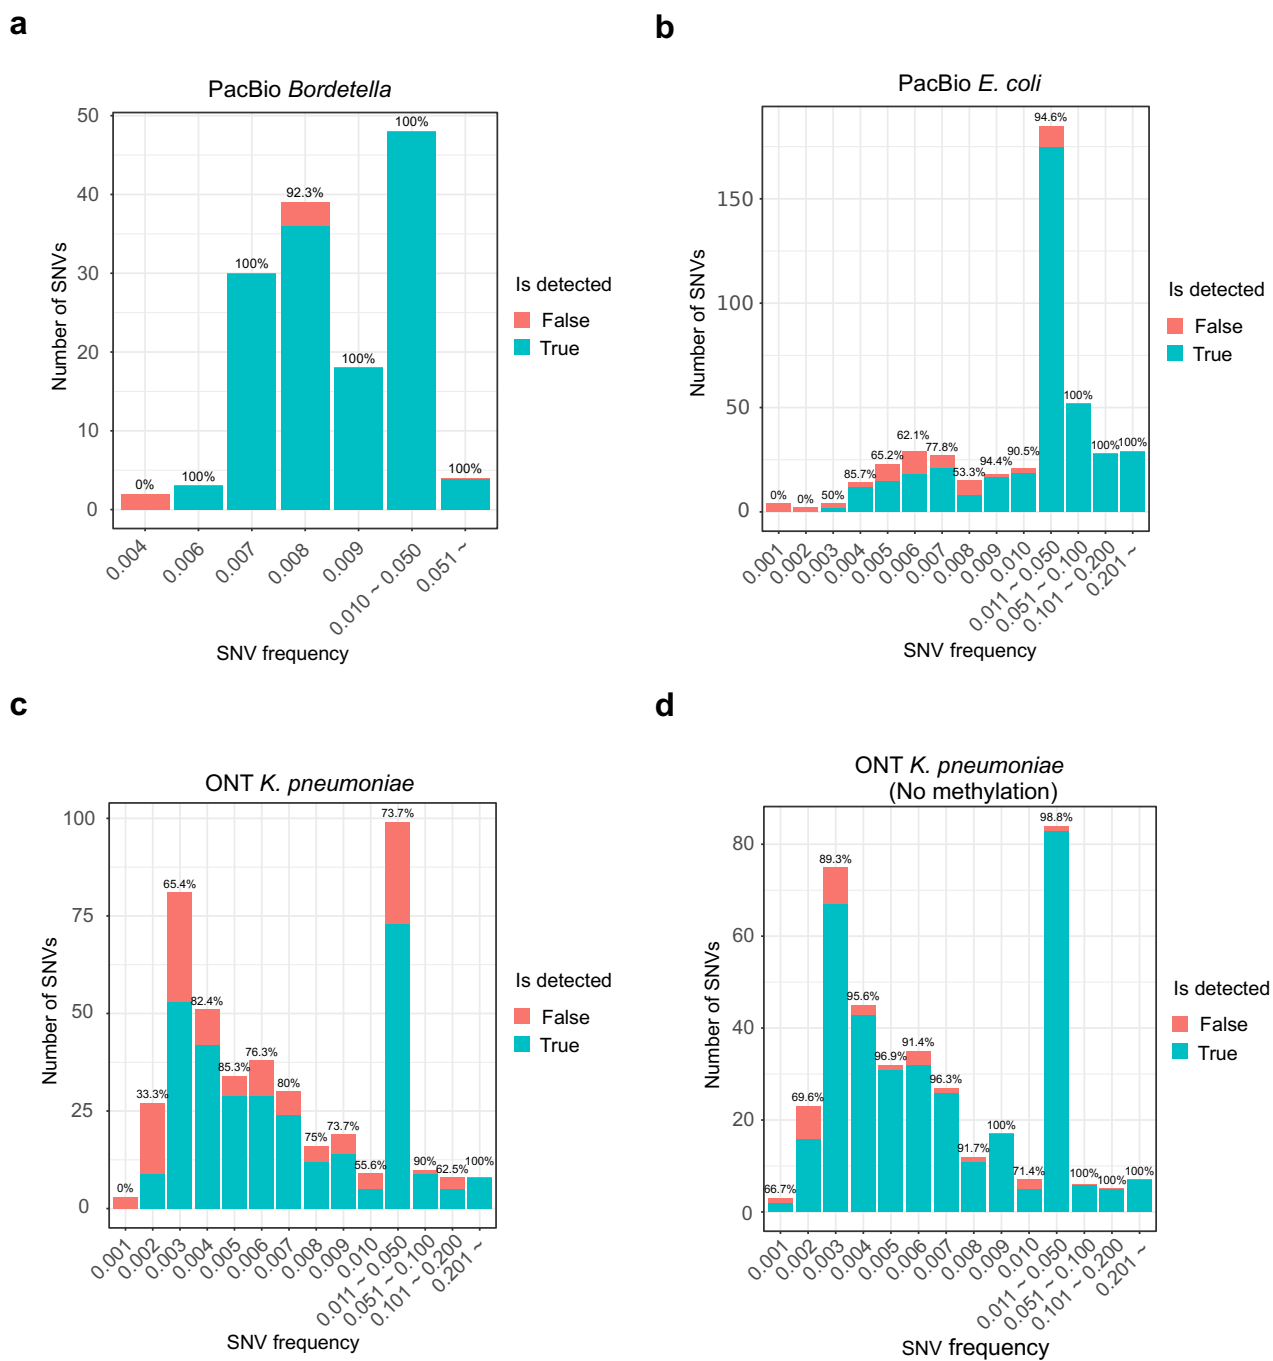 a
PacBio Bordetella
Number of SNVs
50
40
30
20
10
0
0%
100%
100%
92.3%
100%
100%
100%
0.004
0.006
0.007
0.008
0.009
0.010 ~ 0.050
0.051 ~
SNV frequency
Is detected
False
True
b
PacBio E. coli
Number of SNVs
150
100
50
0
0%
0%
50%
85.7%
65.2%
62.1%
77.8%
53.3%
94.4%
90.5%
94.6%
100%
100%
100%
0.001
0.002
0.003
0.004
0.005
0.006
0.007
0.008
0.009
0.010
0.011 ~ 0.050
0.051 ~ 0.100
0.101 ~ 0.200
0.201 ~
SNV frequency
Is detected
False
True
c
ONT K. pneumoniae
Number of SNVs
100
75
50
25
0
0%
33.3%
65.4%
82.4%
85.3%
76.3%
80%
75%
73.7%
55.6%
73.7%
90%
62.5%
100%
0.001
0.002
0.003
0.004
0.005
0.006
0.007
0.008
0.009
0.010
0.011 ~ 0.050
0.051 ~ 0.100
0.101 ~ 0.200
0.201 ~
SNV frequency
Is detected
False
True
d
ONT K. pneumoniae
(No methylation)
Number of SNVs
80
60
40
20
0
66.7%
69.6%
89.3%
95.6%
96.9%
91.4%
96.3%
91.7%
100%
71.4%
98.8%
100%
100%
100%
0.001
0.002
0.003
0.004
0.005
0.006
0.007
0.008
0.009
0.010
0.011 ~ 0.050
0.051 ~ 0.100
0.101 ~ 0.200
0.201 ~
SNV frequency
Is detected
False
True